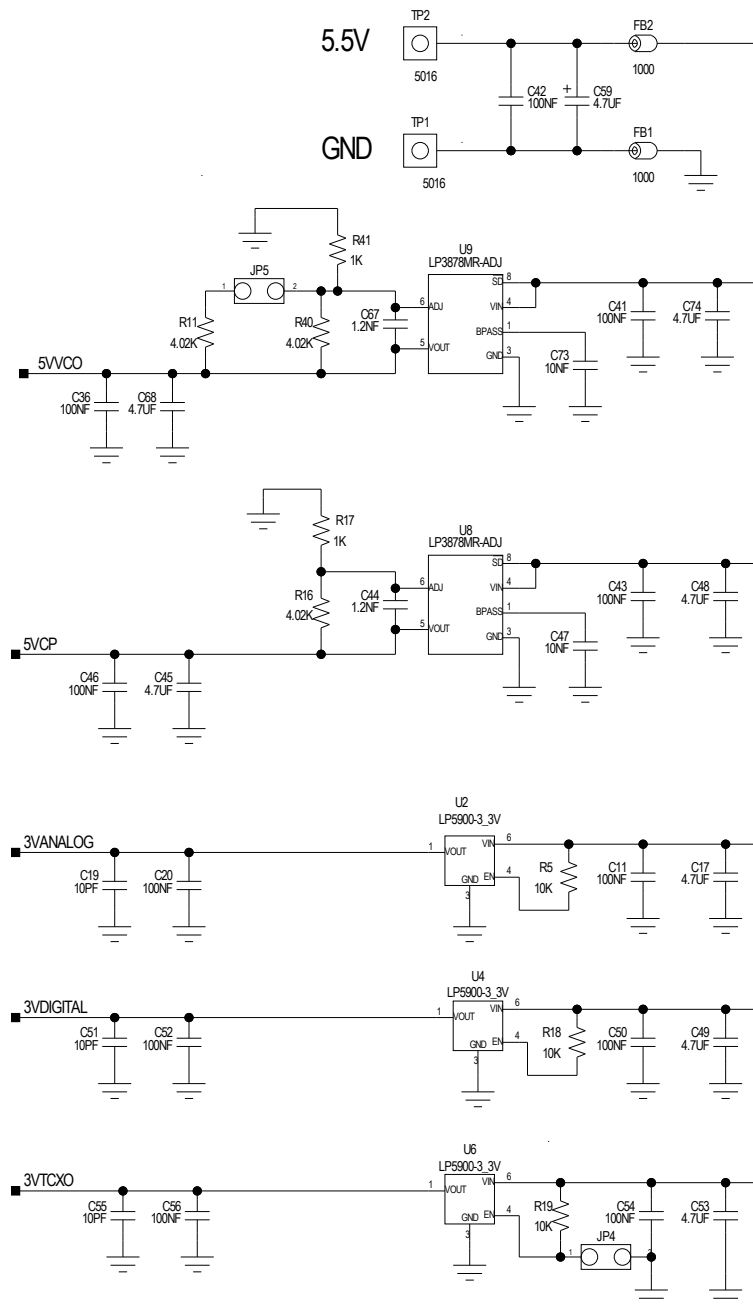 TP2
5.5V
FB2
5016
1000
C42
100NF
+
C59
4.7UF
TP1
FB1
GND
5016
1000
R41
1K
U9
LP3878MR-ADJ
JP5
1
2
R11
4.02K
R40
4.02K
C67
1.2NF
6
ADJ
5
VOUT
SD
8
VIN
4
BPASS
1
GND
3
C41
100NF
C74
4.7UF
C73
10NF
5VVCO
C36
100NF
C68
4.7UF
R17
1K
U8
LP3878MR-ADJ
R16
4.02K
C44
1.2NF
6
ADJ
5
VOUT
SD
8
VIN
4
BPASS
1
GND
3
C43
100NF
C48
4.7UF
C47
10NF
5VCP
C46
100NF
C45
4.7UF
U2
LP5900-3_3V
3VANALOG
1
VOUT
VIN
6
GND
EN
4
3
R5
10K
C11
100NF
C17
4.7UF
C19
10PF
C20
100NF
U4
LP5900-3_3V
3VDIGITAL
1
VOUT
VIN
6
GND
EN
4
3
R18
10K
C50
100NF
C49
4.7UF
C51
10PF
C52
100NF
U6
LP5900-3_3V
3VTCXO
1
VOUT
VIN
6
GND
EN
4
3
R19
10K
C54
100NF
C53
4.7UF
C55
10PF
C56
100NF
JP4
1
2